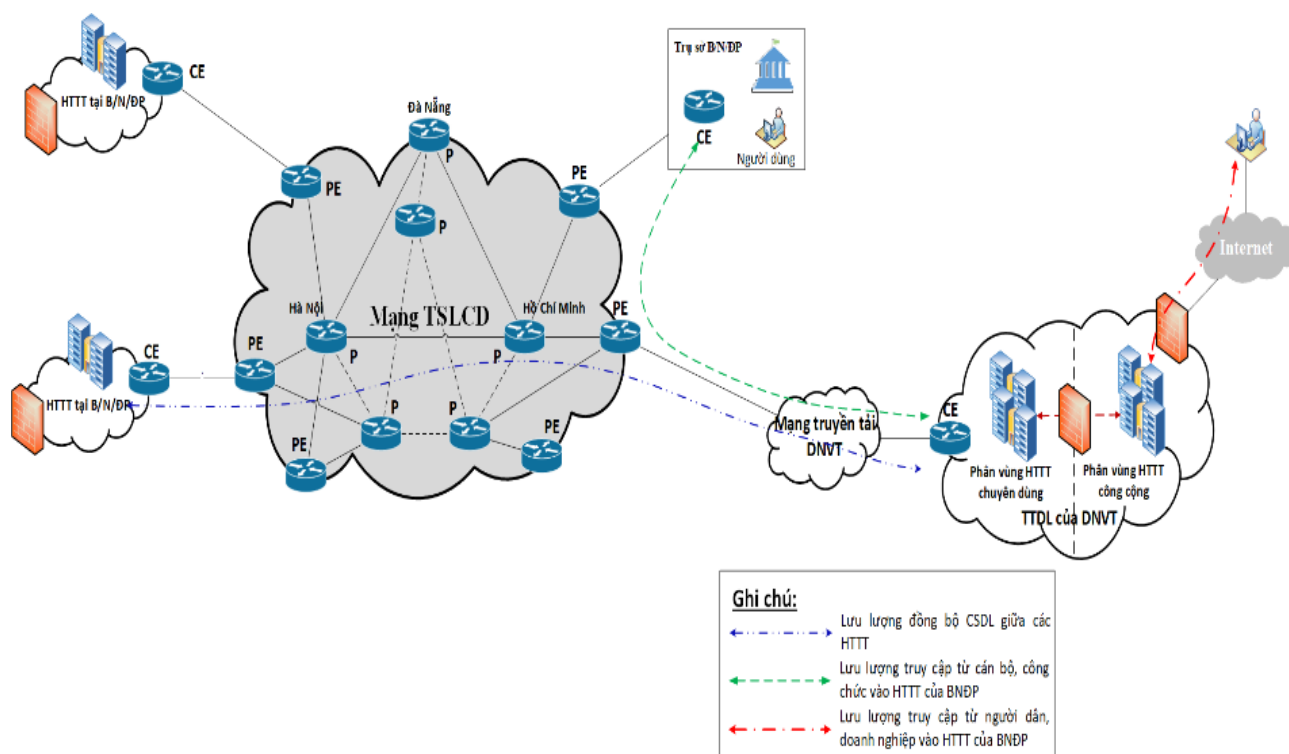 HTTT tại B/N/ĐP
CE
Trụ sở B/N/ĐP
CE
Người dùng
Đà Nẵng
P
PE
PE
P
Internet
Hà Nội
Mạng TSLCD
Hồ Chí Minh
PE
P
P
PE
CE
HTTT tại B/N/ĐP
P
P
PE
PE
Mạng truyền tải
DNVT
CE
Phân vùng HTTT
chuyên dùng
Phân vùng HTTT
công cộng
TTDL của DNVT
Ghi chú:
Lưu lượng đồng bộ CSDL giữa các
HTTT
Lưu lượng truy cập từ cán bộ, công
chức vào HTTT của BNĐP
Lưu lượng truy cập từ người dân,
doanh nghiệp vào HTTT của BNĐP